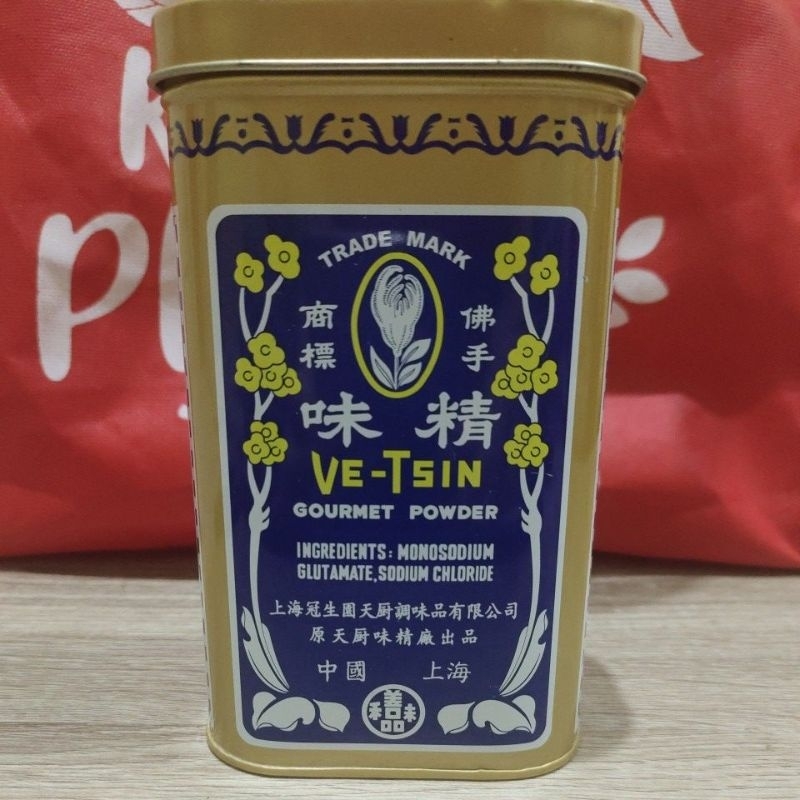 TRADE MARK
商標 佛手
味精
VE-TSIN
GOURMET POWDER
INGREDIENTS: MONOSODIUM
GLUTAMATE, SODIUM CHLORIDE
上海冠生園天厨調味品有限公司
原天厨味精廠出品
中國 上海